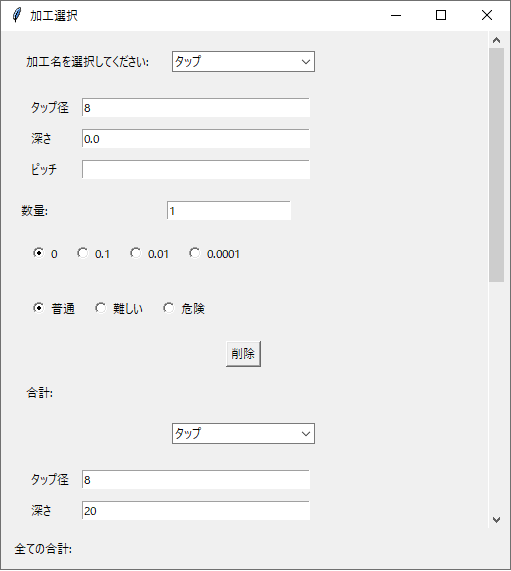 加工選択
加工名を選択してください: タップ
タップ径 8
深さ 0.0
ピッチ
数量: 1
0 0.1 0.01 0.0001
普通 難しい 危険
削除
合計:
タップ
タップ径 8
深さ 20
全ての合計: